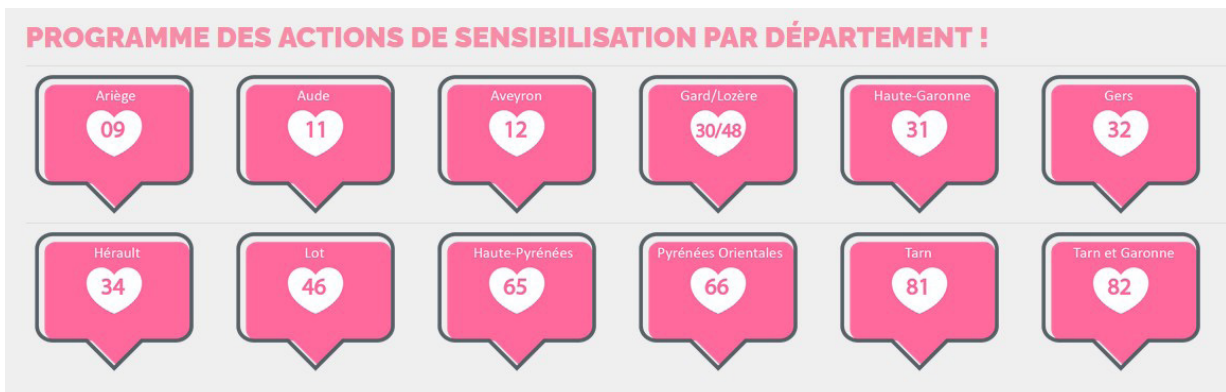 PROGRAMME DES ACTIONS DE SENSIBILISATION PAR DÉPARTEMENT !
Ariège
09
Aude
11
Aveyron
12
Gard/Lozère
30/48
Haute-Garonne
31
Gers
32
Hérault
34
Lot
46
Haute-Pyrénées
65
Pyrénées Orientales
66
Tarn
81
Tarn et Garonne
82